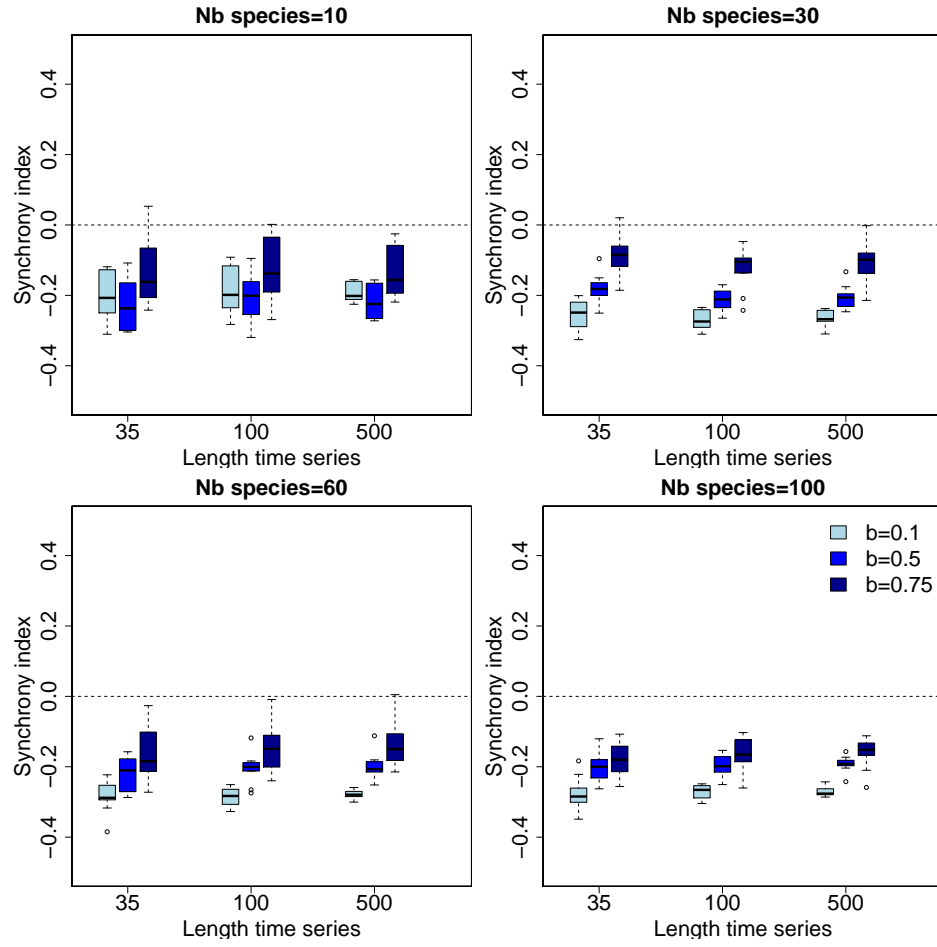 Nb species=10
Synchrony index
0.4
0.2
0.0
−0.2
−0.4
35 100 500
Length time series
Nb species=30
Synchrony index
0.4
0.2
0.0
−0.2
−0.4
35 100 500
Length time series
Nb species=60
Synchrony index
0.4
0.2
0.0
−0.2
−0.4
35 100 500
Length time series
Nb species=100
Synchrony index
0.4
0.2
0.0
−0.2
−0.4
b=0.1
b=0.5
b=0.75
35 100 500
Length time series